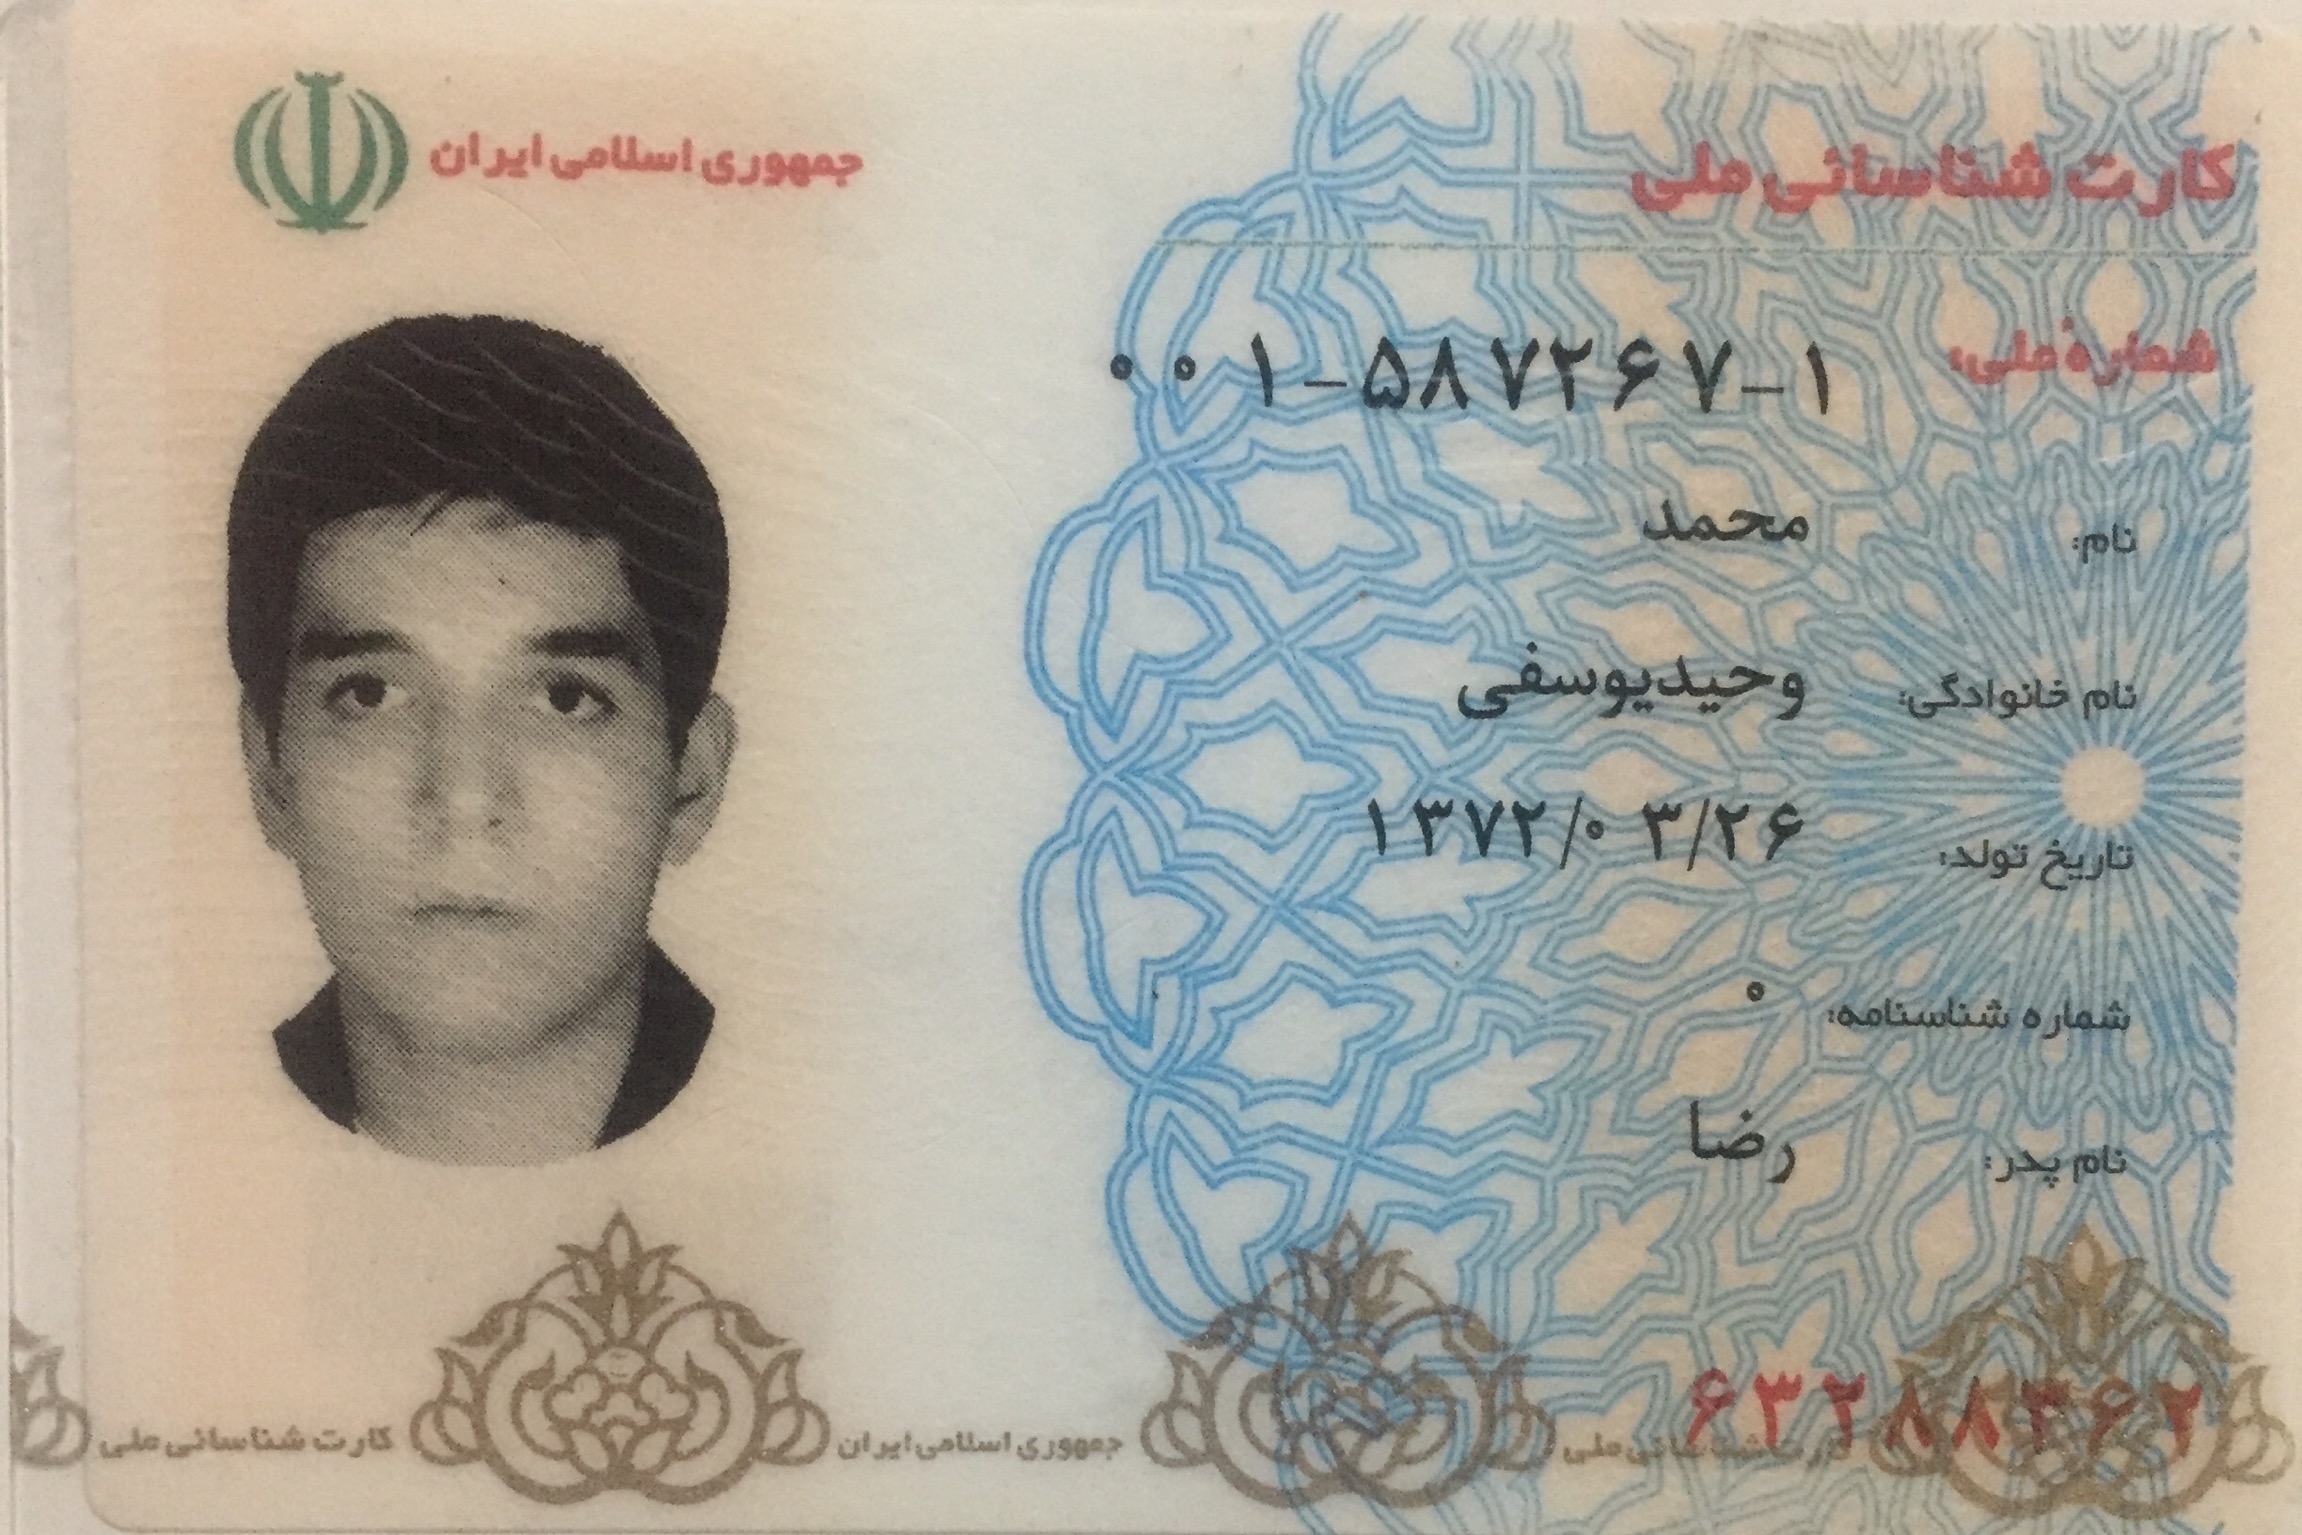 جمهوری اسلامی ایران
کارت شناسائی ملی
شماره ملی: ۰۰۱-۵۸۷۲۶۷-۱
نام: محمد
نام خانوادگی: وحیدیوسفی
تاریخ تولد: ۱۳۷۲/۰۳/۲۶
شماره شناسنامه: ۰
نام پدر: رضا
۶۳۲۸۸۳۶۲
کارت شناسائی ملی جمهوری اسلامی ایران کارت شناسائی ملی